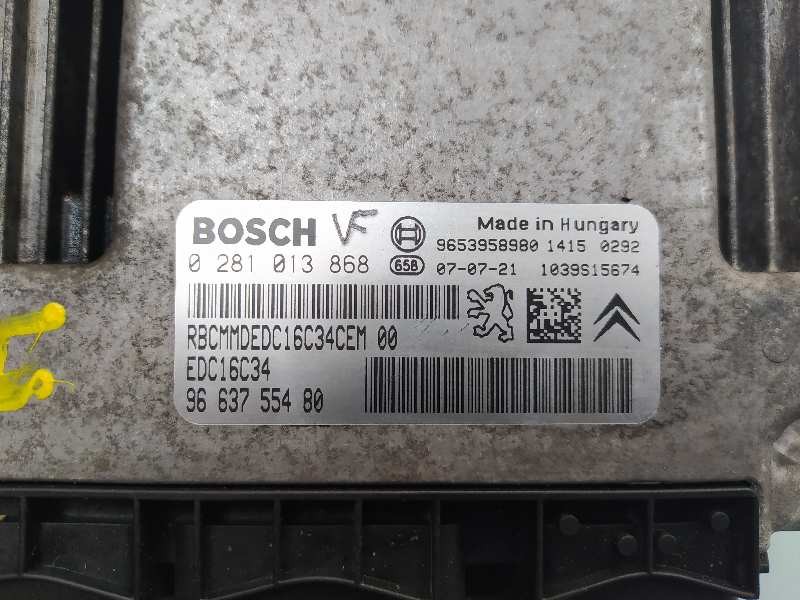 BOSCH VF
Made in Hungary
9653958980 1415 0292
0 281 013 868 65B 07-07-21 1039S15674
RBCMMDEDC16C34CEM 00
EDC16C34
96 637 554 80